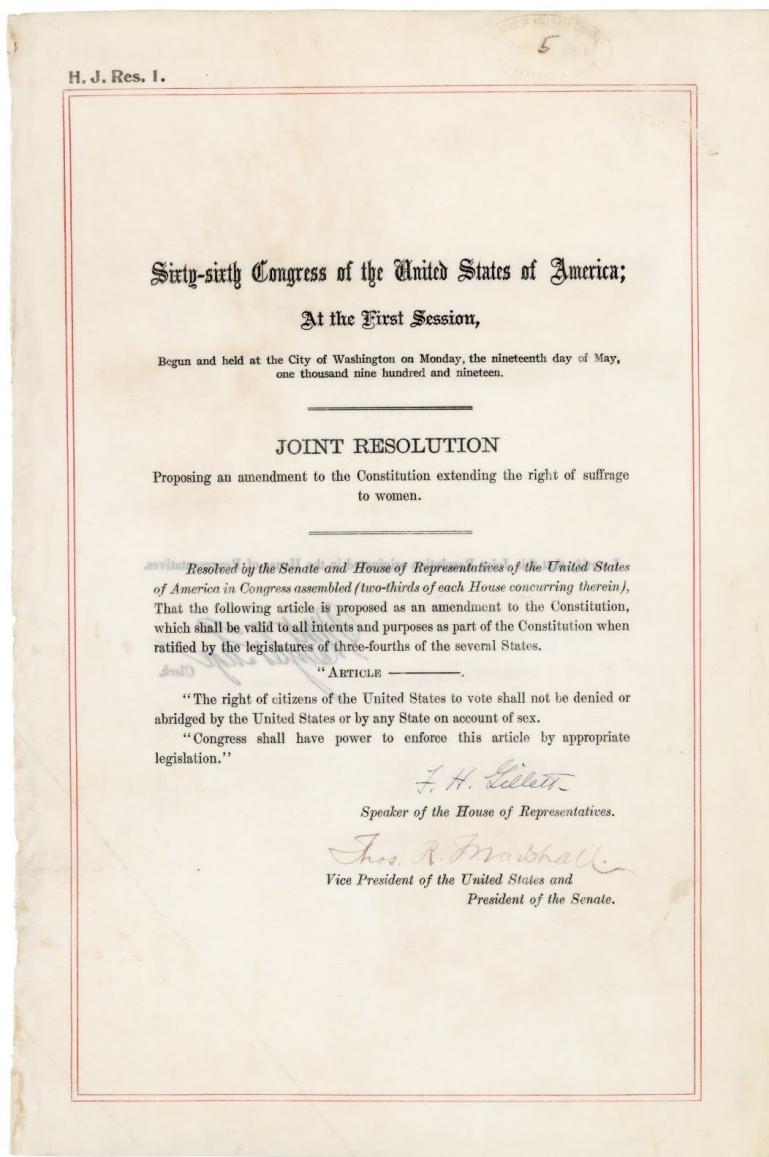 5
H. J. Res. 1.
Sixty-sixth Congress of the United States of America;
At the First Session,
Begun and held at the City of Washington on Monday, the nineteenth day of May,
one thousand nine hundred and nineteen.
JOINT RESOLUTION
Proposing an amendment to the Constitution extending the right of suffrage
to women.
Resolved by the Senate and House of Representatives of the United States
of America in Congress assembled (two-thirds of each House concurring therein),
That the following article is proposed as an amendment to the Constitution,
which shall be valid to all intents and purposes as part of the Constitution when
ratified by the legislatures of three-fourths of the several States.
"ARTICLE ————.
"The right of citizens of the United States to vote shall not be denied or
abridged by the United States or by any State on account of sex.
"Congress shall have power to enforce this article by appropriate
legislation."
F. H. Gillett
Speaker of the House of Representatives.
Thos. R. Marshall
Vice President of the United States and
President of the Senate.